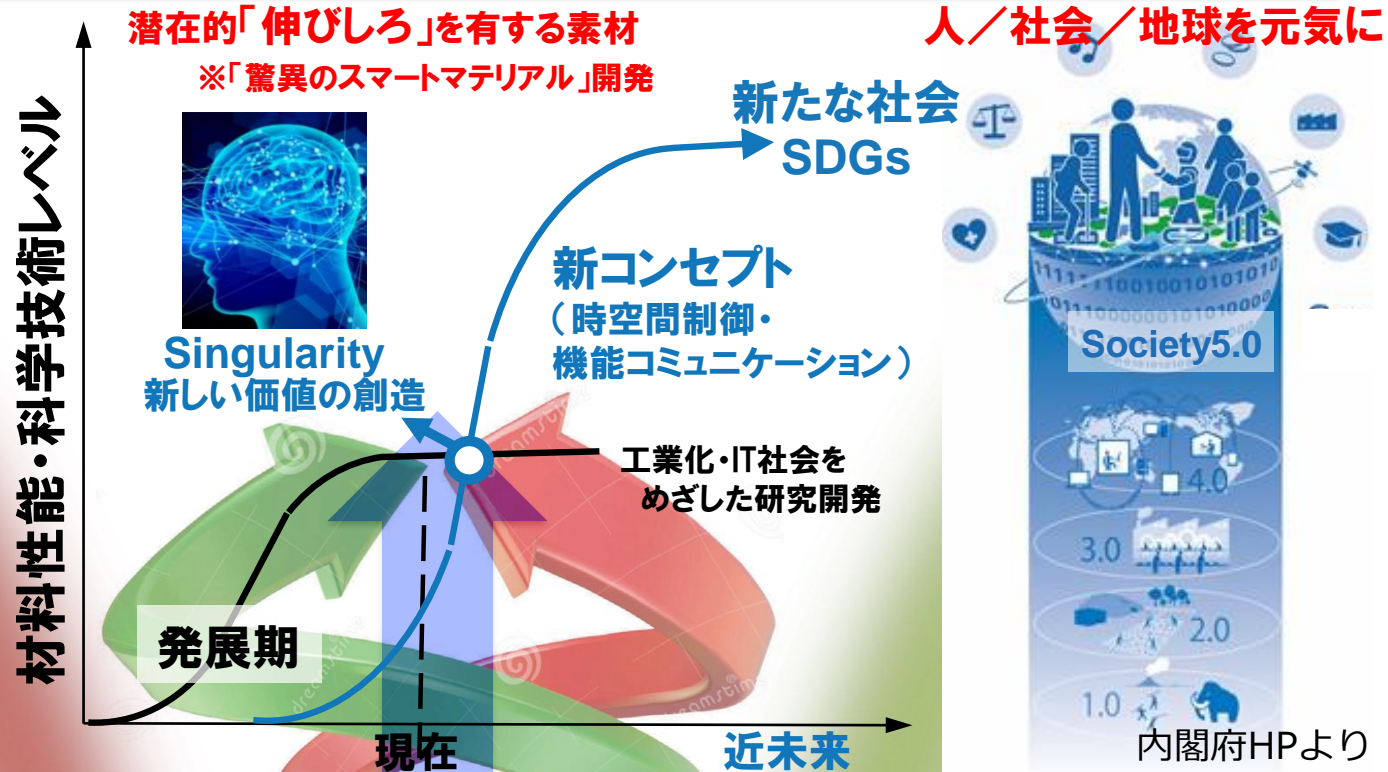 潜在的「伸びしろ」を有する素材
※「驚異のスマートマテリアル」開発
人／社会／地球を元気に
材料性能・科学技術レベル
新たな社会
SDGs
新コンセプト
（時空間制御・
機能コミュニケーション）
Singularity
新しい価値の創造
工業化・IT社会を
めざした研究開発
発展期
現在
近未来
Society5.0
4.0
3.0
2.0
1.0
内閣府HPより